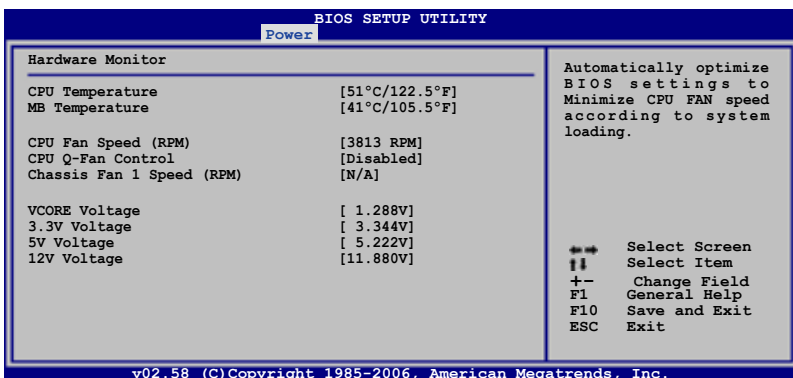 BIOS SETUP UTILITY
Power
Hardware Monitor
CPU Temperature [51°C/122.5°F]
MB Temperature [41°C/105.5°F]
CPU Fan Speed (RPM) [3813 RPM]
CPU Q-Fan Control [Disabled]
Chassis Fan 1 Speed (RPM) [N/A]
VCORE Voltage [ 1.288V]
3.3V Voltage [ 3.344V]
5V Voltage [ 5.222V]
12V Voltage [11.880V]
Automatically optimize
BIOS settings to
Minimize CPU FAN speed
according to system
loading.
Select Screen
Select Item
+- Change Field
F1 General Help
F10 Save and Exit
ESC Exit
v02.58 (C)Copyright 1985-2006, American Megatrends, Inc.